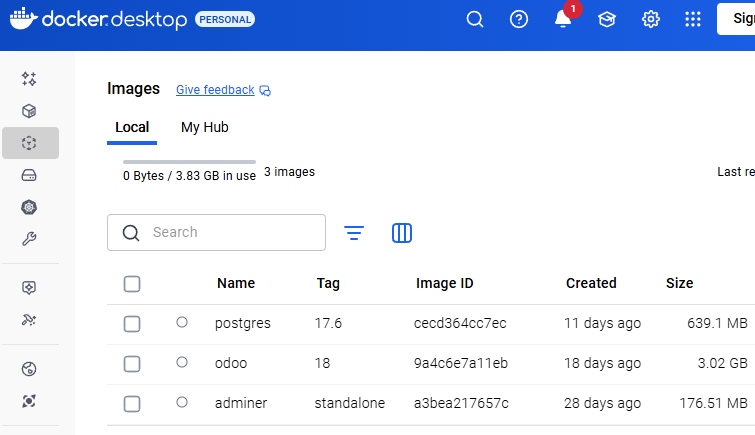 docker.desktop PERSONAL 1 Sig
Images Give feedback
Local My Hub
0 Bytes / 3.83 GB in use 3 images Last re
Search
Name Tag Image ID Created Size
postgres 17.6 cecd364cc7ec 11 days ago 639.1 MB
odoo 18 9a4c6e7a11eb 18 days ago 3.02 GB
adminer standalone a3bea217657c 28 days ago 176.51 MB